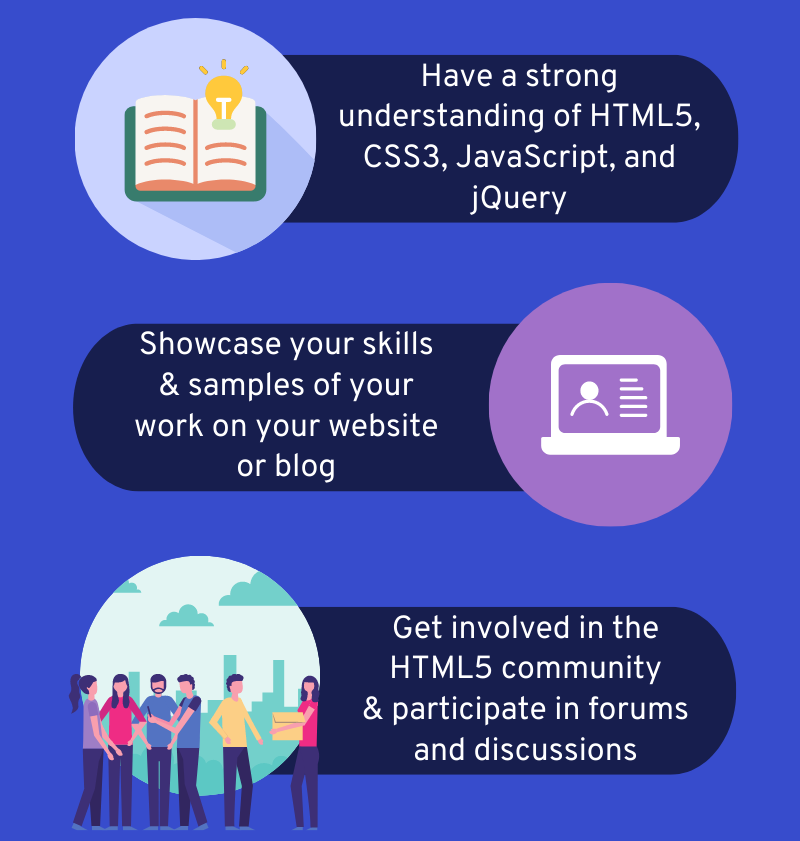 Have a strong
understanding of HTML5,
CSS3, JavaScript, and
jQuery
Showcase your skills
& samples of your
work on your website
or blog
Get involved in the
HTML5 community
& participate in forums
and discussions